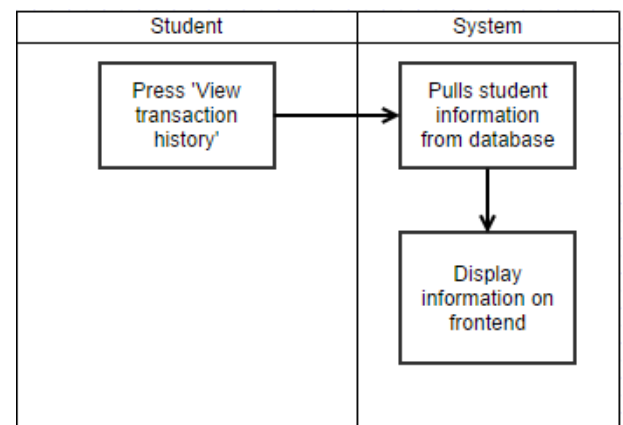 Student
System
Press 'View
transaction
history'
Pulls student
information
from database
Display
information on
frontend